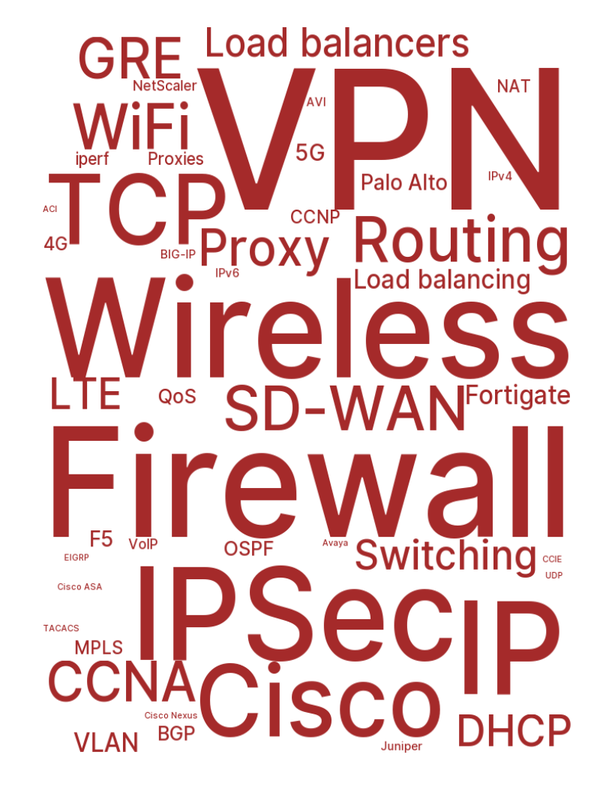 Load balancers
GRE
NetScaler
VPN
AVI
NAT
WiFi
5G
iperf
Proxies
Palo Alto
IPv4
TCP
ACI
CCNP
4G
BIG-IP
Proxy
Routing
IPv6
Load balancing
Wireless
LTE
QoS
SD-WAN
Fortigate
Firewall
F5
VoIP
OSPF
Avaya
Switching
EIGRP
CCIE
UDP
Cisco ASA
IPSec
IP
TACACS
MPLS
CCNA
Cisco
Cisco Nexus
BGP
VLAN
Juniper
DHCP